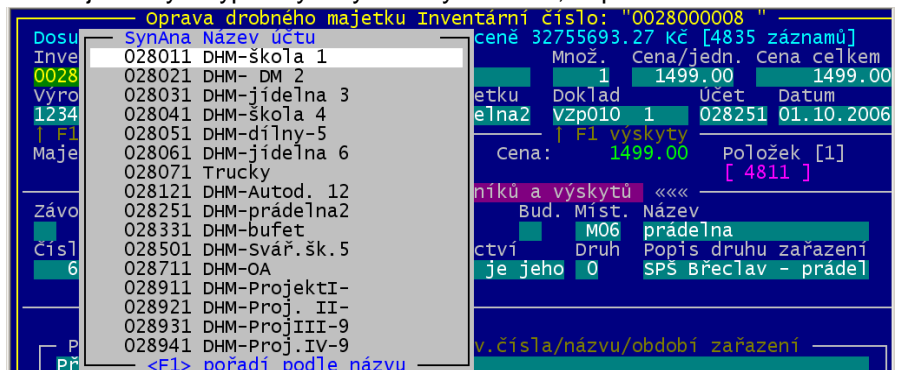 Oprava drobného majetku Inventární číslo: "0028000008 "
Dosu SynAna Název účtu ceně 32755693.27 Kč [4835 záznamů]
Inve 028011 DHM-škola 1 Množ. Cena/jedn. Cena celkem
0028 028021 DHM- DM 2 1 1499.00 1499.00
Výro 028031 DHM-jídelna 3 etku Doklad Účet Datum
1234 028041 DHM-škola 4 elna2 VZp010 1 028251 01.10.2006
↑ F1 028051 DHM-dílny-5 ↑ F1 výskyty
Maje 028061 DHM-jídelna 6 Cena: 1499.00 Položek [1]
028071 Trucky [ 4811 ]
028121 DHM-Autod. 12 níků a výskytů «««
Závo 028251 DHM-prádelna2 Bud. Míst. Název
028331 DHM-bufet M06 prádelna
Čísl 028501 DHM-Svář.šk.5 ctví Druh Popis druhu zařazení
6 028711 DHM-OA je jeho 0 SPŠ Břeclav - prádel
028911 DHM-ProjektI-
028921 DHM-Proj. II-
028931 DHM-ProjIII-9
P 028941 DHM-Proj.IV-9 v.čísla/názvu/období zařazení
Př <F1> pořadí podle názvu